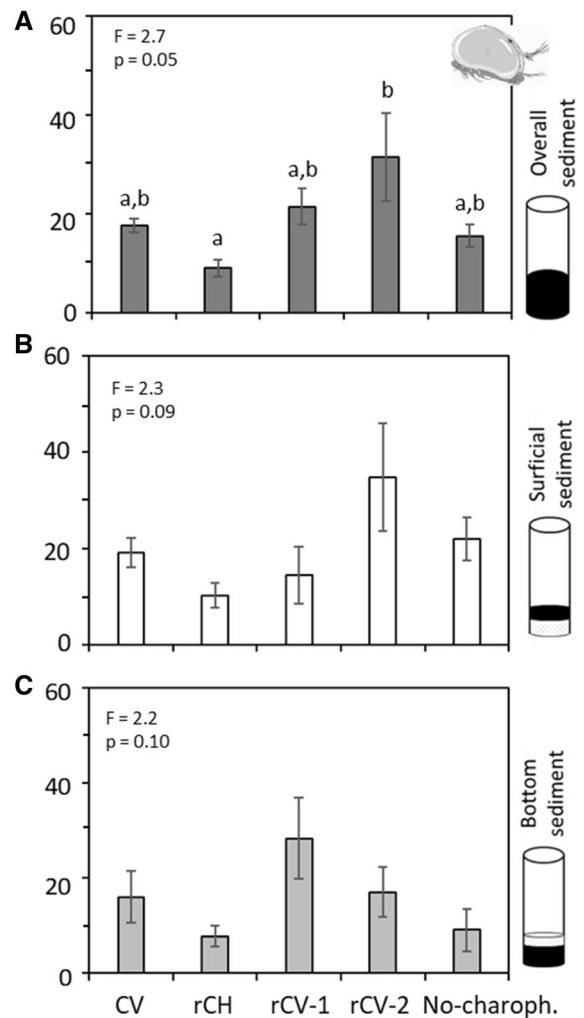 A
60
40
20
0
F = 2.7
p = 0.05
a,b
a
a,b
b
a,b
Overall
sediment
B
60
40
20
0
F = 2.3
p = 0.09
Surficial
sediment
C
60
40
20
0
F = 2.2
p = 0.10
Bottom
sediment
CV rCH rCV-1 rCV-2 No-charoph.